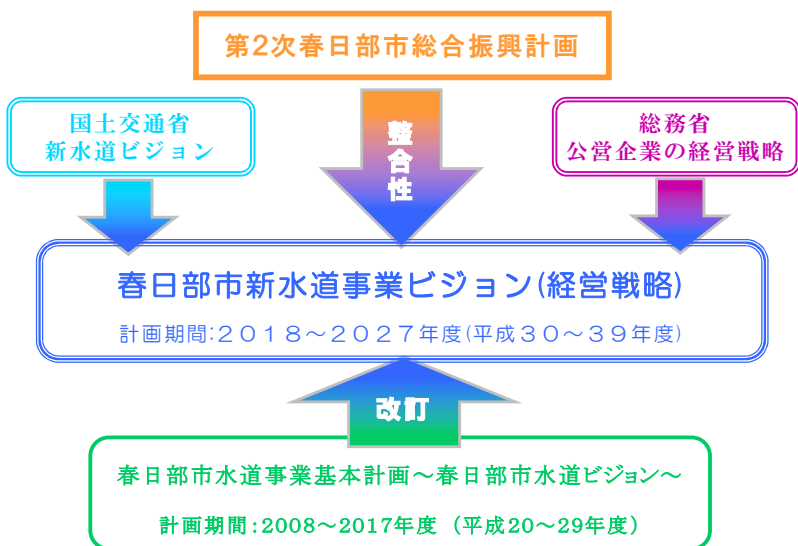 第2次春日部市総合振興計画
国土交通省
新水道ビジョン
整合性
総務省
公営企業の経営戦略
春日部市新水道事業ビジョン(経営戦略)
計画期間:２０１８～２０２７年度(平成３０～３９年度)
改訂
春日部市水道事業基本計画～春日部市水道ビジョン～
計画期間:2008～2017年度 (平成20～29年度)